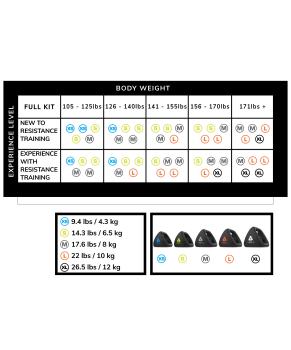 BODY WEIGHT
EXPERIENCE LEVEL
FULL KIT 105 - 125lbs 126 - 140lbs 141 - 155lbs 156 - 170lbs 171lbs +
NEW TO RESISTANCE TRAINING
XS XS S S M
XS S S M M
S S M M L
S S M L L
M M L L XL
EXPERIENCE WITH RESISTANCE TRAINING
XS S S M M
XS S S M L
S M M L L
S S M L XL
M M L L XL
XS 9.4 lbs / 4.3 kg
S 14.3 lbs / 6.5 kg
M 17.6 lbs / 8 kg
L 22 lbs / 10 kg
XL 26.5 lbs / 12 kg
XS S M L XL